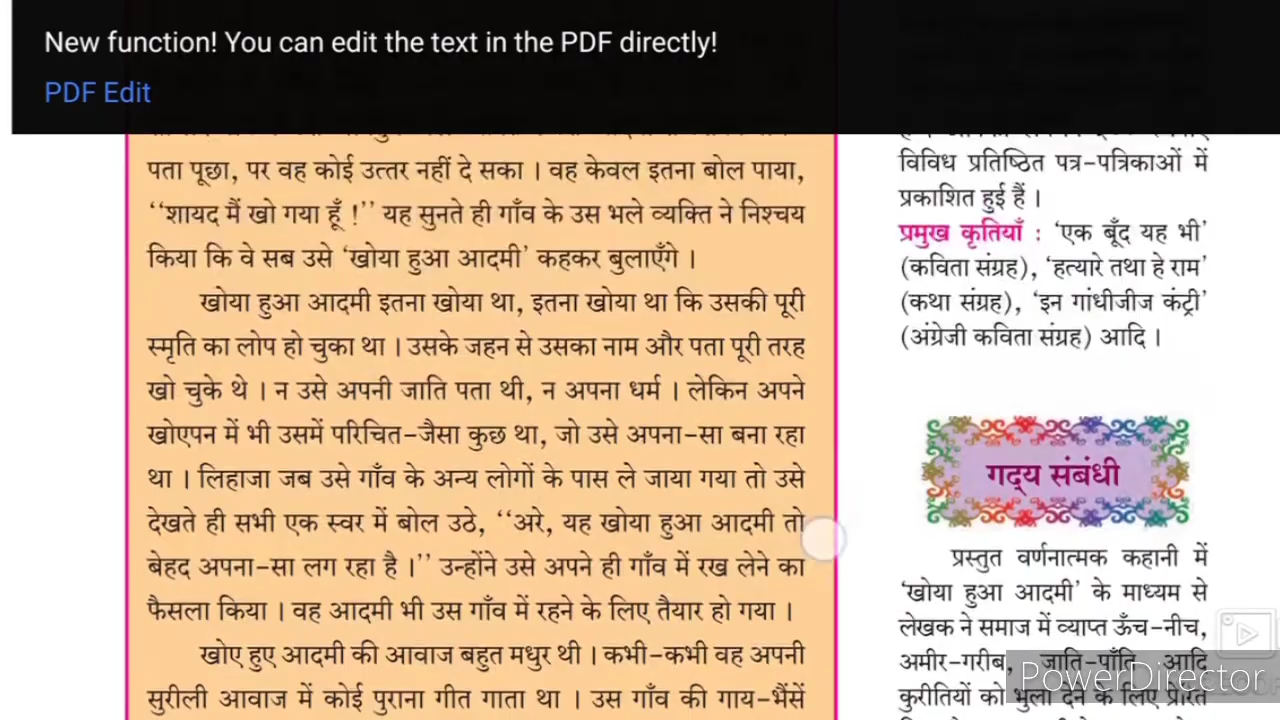 New function! You can edit the text in the PDF directly!
PDF Edit
पता पूछा, पर वह कोई उत्तर नहीं दे सका । वह केवल इतना बोल पाया,
‘‘शायद मैं खो गया हूँ !’’ यह सुनते ही गाँव के उस भले व्यक्ति ने निश्चय
किया कि वे सब उसे ‘खोया हुआ आदमी’ कहकर बुलाएँगे ।
खोया हुआ आदमी इतना खोया था, इतना खोया था कि उसकी पूरी
स्मृति का लोप हो चुका था । उसके जहन से उसका नाम और पता पूरी तरह
खो चुके थे । न उसे अपनी जाति पता थी, न अपना धर्म । लेकिन अपने
खोएपन में भी उसमें परिचित-जैसा कुछ था, जो उसे अपना-सा बना रहा
था । लिहाजा जब उसे गाँव के अन्य लोगों के पास ले जाया गया तो उसे
देखते ही सभी एक स्वर में बोल उठे, ‘‘अरे, यह खोया हुआ आदमी तो
बेहद अपना-सा लग रहा है ।’’ उन्होंने उसे अपने ही गाँव में रख लेने का
फैसला किया । वह आदमी भी उस गाँव में रहने के लिए तैयार हो गया ।
खोए हुए आदमी की आवाज बहुत मधुर थी । कभी-कभी वह अपनी
सुरीली आवाज में कोई पुराना गीत गाता था । उस गाँव की गाय-भैंसें
विविध प्रतिष्ठित पत्र-पत्रिकाओं में
प्रकाशित हुई हैं ।
प्रमुख कृतियाँ : ‘एक बूँद यह भी’
(कविता संग्रह), ‘हत्यारे तथा हे राम’
(कथा संग्रह), ‘इन गांधीजीज कंट्री’
(अंग्रेजी कविता संग्रह) आदि ।
गद्य संबंधी
प्रस्तुत वर्णनात्मक कहानी में
‘खोया हुआ आदमी’ के माध्यम से
लेखक ने समाज में व्याप्त ऊँच-नीच,
अमीर-गरीब, जाति-पाँति आदि
कुरीतियों को भुला देने के लिए प्रेरित
PowerDirector